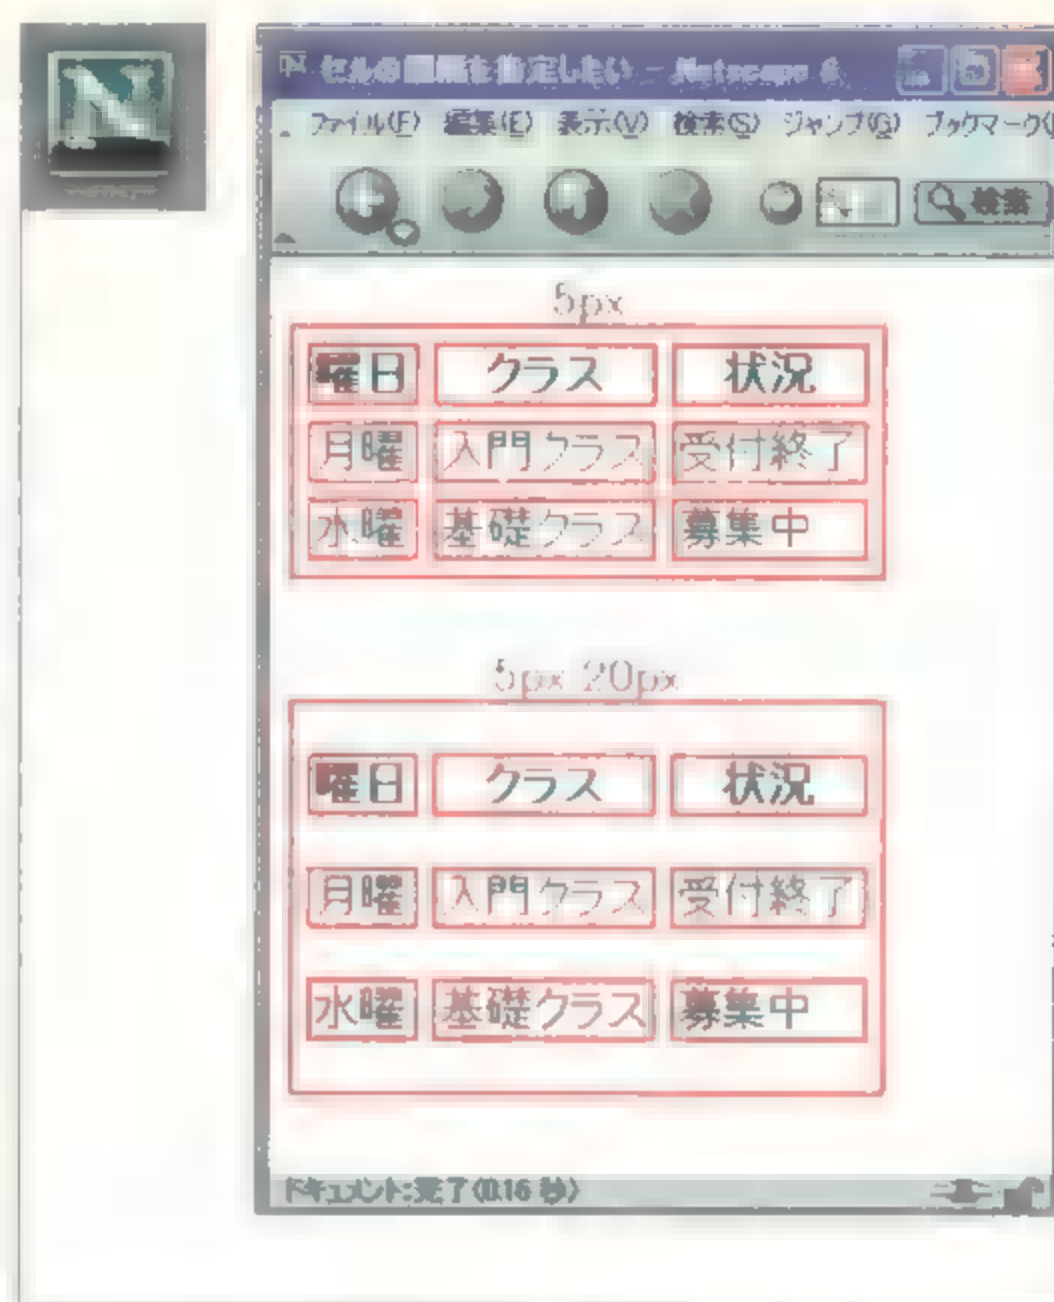 セルの間隔を指定したい - Netscape 6
ファイル(F) 編集(E) 表示(V) 検索(S) ジャンプ(G) ブックマーク(
検索
5px
曜日 クラス 状況
月曜 入門クラス 受付終了
水曜 基礎クラス 募集中
5px 20px
曜日 クラス 状況
月曜 入門クラス 受付終了
水曜 基礎クラス 募集中
ドキュメント:完了(0.16 秒)